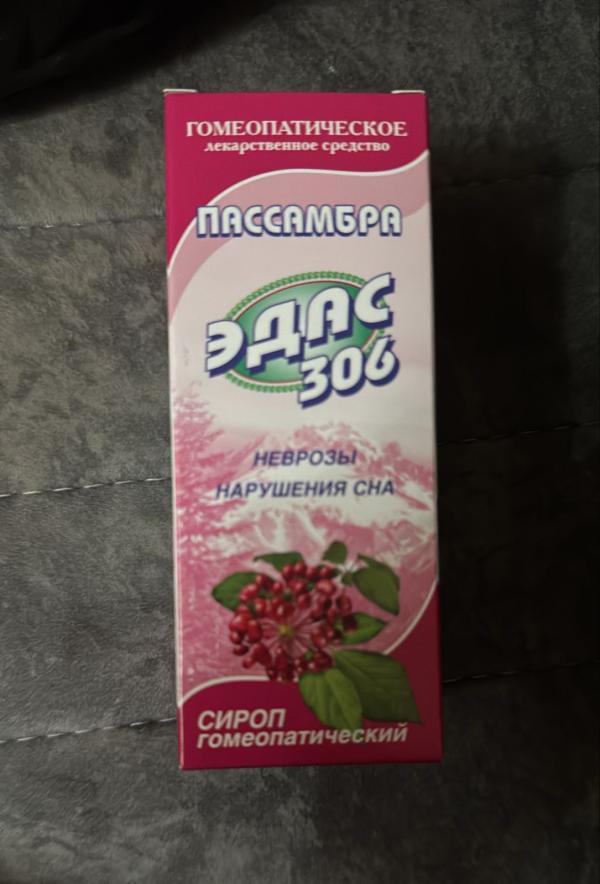 ГОМЕОПАТИЧЕСКОЕ
лекарственное средство
ПАССАМБРА
ЭДАС
306
НЕВРОЗЫ
НАРУШЕНИЯ СНА
СИРОП
гомеопатический